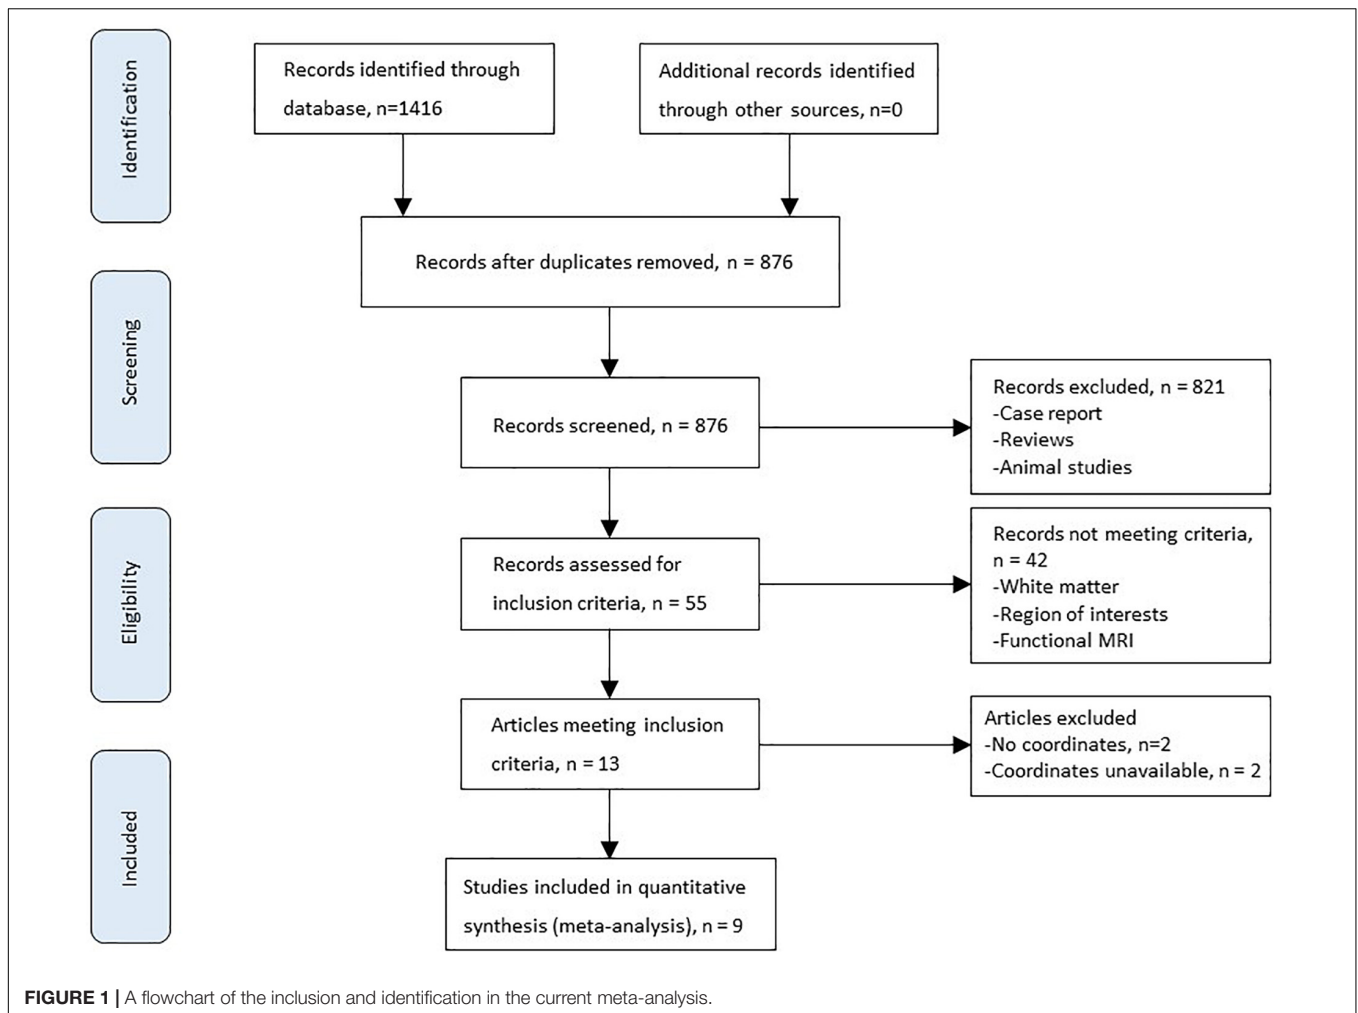 Identification
Records identified through
database, n=1416
Additional records identified
through other sources, n=0
Records after duplicates removed, n = 876
Screening
Records screened, n = 876
Records excluded, n = 821
-Case report
-Reviews
-Animal studies
Eligibility
Records assessed for
inclusion criteria, n = 55
Records not meeting criteria,
n = 42
-White matter
-Region of interests
-Functional MRI
Articles meeting inclusion
criteria, n = 13
Articles excluded
-No coordinates, n=2
-Coordinates unavailable, n = 2
Included
Studies included in quantitative
synthesis (meta-analysis), n = 9
FIGURE 1 | A flowchart of the inclusion and identification in the current meta-analysis.